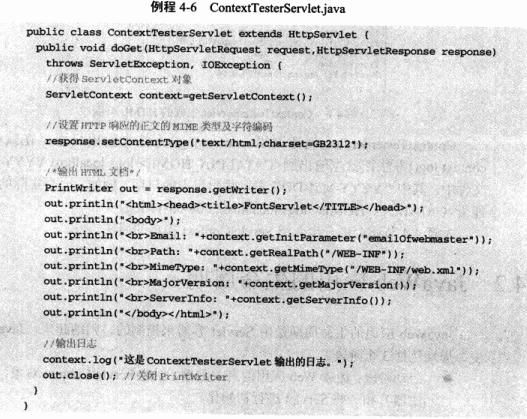 例程 4-6 ContextTesterServlet.java
public class ContextTesterServlet extends HttpServlet {
public void doGet(HttpServletRequest request,HttpServletResponse response)
throws ServletException, IOException {
//获得 ServletContext 对象
ServletContext context=getServletContext();
//设置 HTTP 响应的正文的 MIME 类型及字符编码
response.setContentType("text/html;charset=GB2312");
/*输出 HTML 文档*/
PrintWriter out = response.getWriter();
out.println("<html><head><title>FontServlet</TITLE></head>");
out.println("<body>");
out.println("<br>Email: "+context.getInitParameter("emailOfwebmaster"));
out.println("<br>Path: "+context.getRealPath("/WEB-INF"));
out.println("<br>MimeType: "+context.getMimeType("/WEB-INF/web.xml"));
out.println("<br>MajorVersion: "+context.getMajorVersion());
out.println("<br>ServerInfo: "+context.getServerInfo());
out.println("</body></html>");
//输出日志
context.log("这是 ContextTesterServlet 输出的日志。");
out.close(); //关闭 PrintWriter
}
}